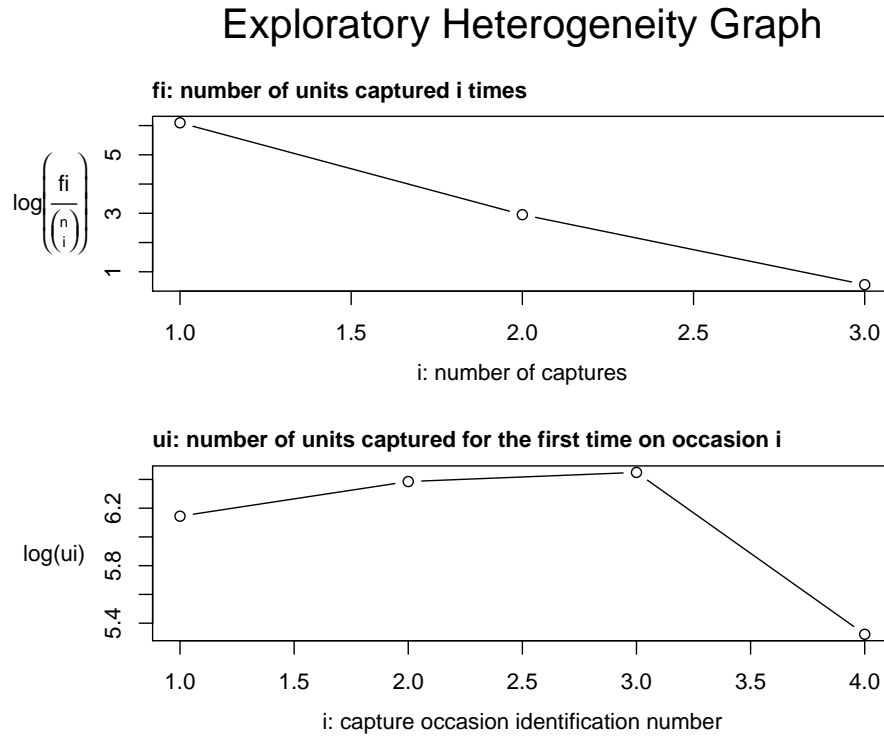 Exploratory Heterogeneity Graph
fi: number of units captured i times
log(fi/(n i))
5
3
1
1.0 1.5 2.0 2.5 3.0
i: number of captures
ui: number of units captured for the first time on occasion i
log(ui)
6.2
5.8
5.4
1.0 1.5 2.0 2.5 3.0 3.5 4.0
i: capture occasion identification number